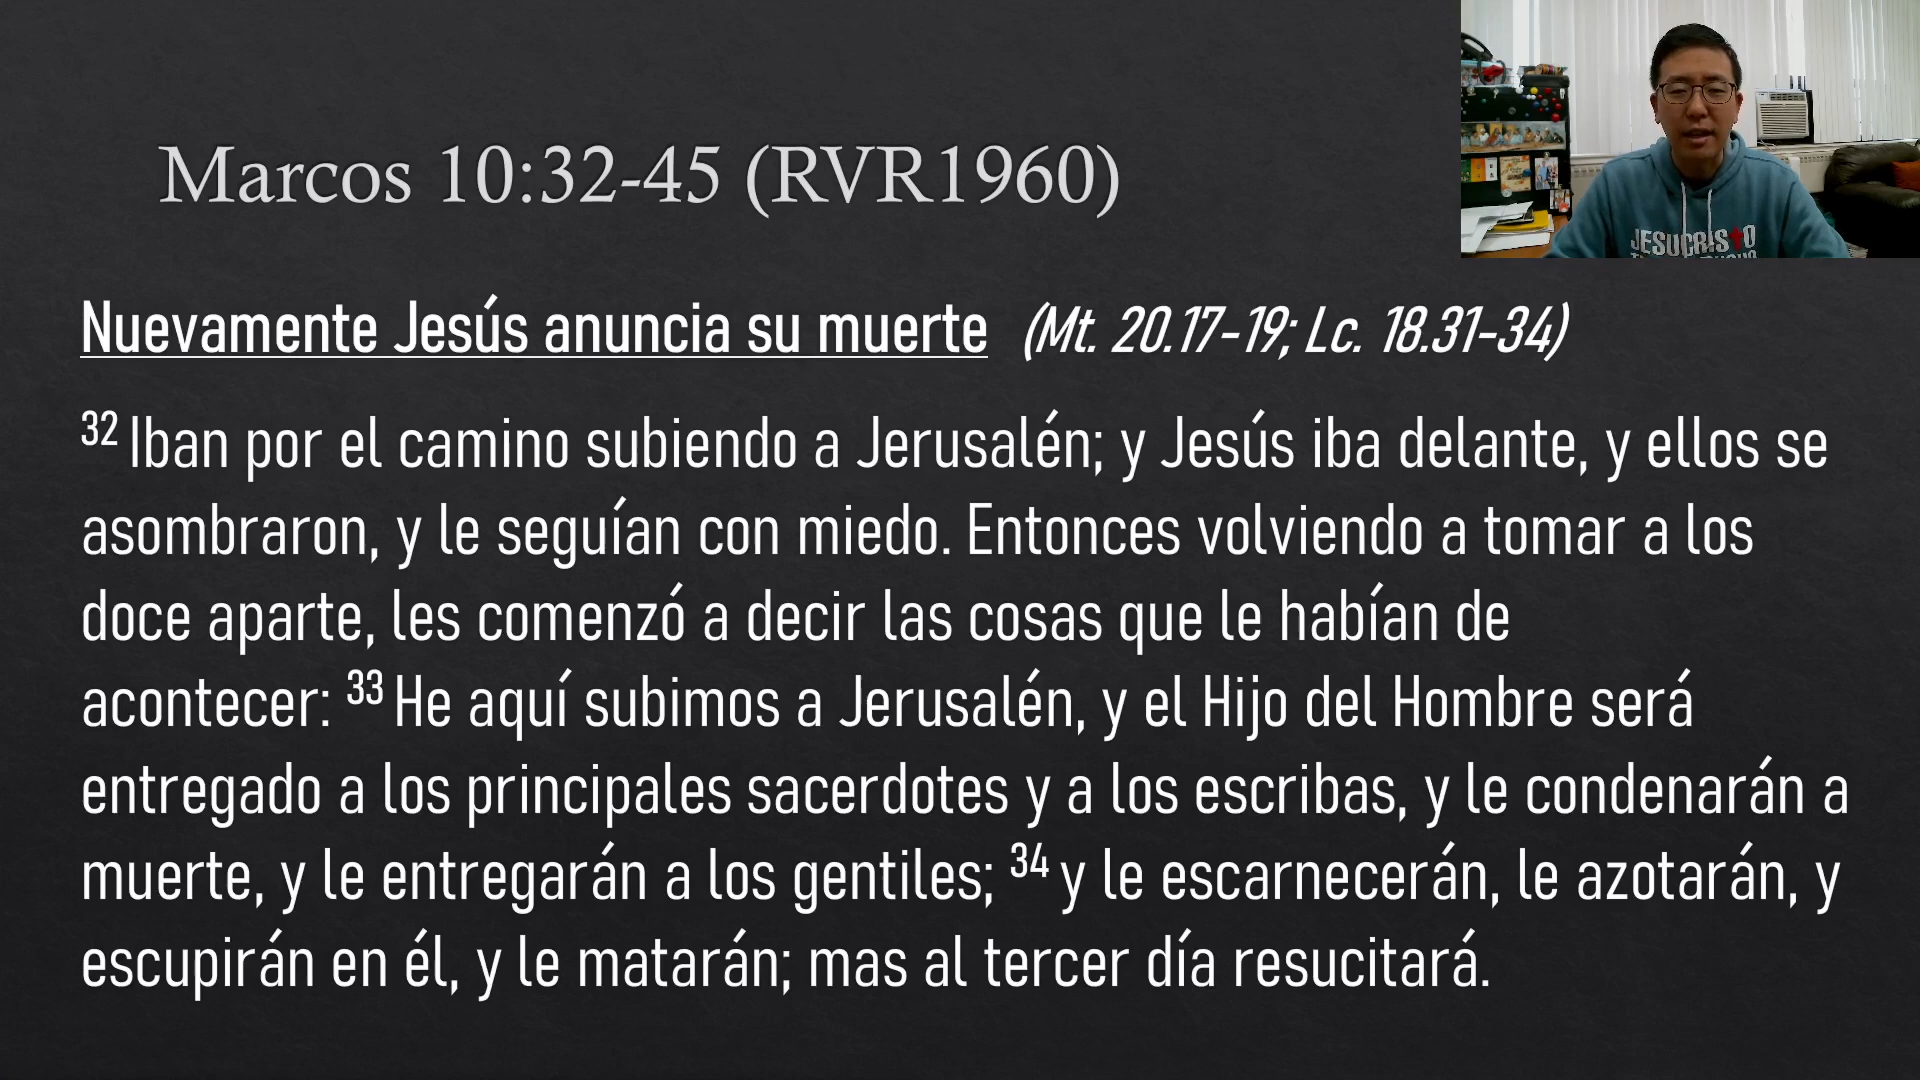 Marcos 10:32-45 (RVR1960)
Nuevamente Jesús anuncia su muerte (Mt. 20.17-19; Lc. 18.31-34)
32 Iban por el camino subiendo a Jerusalén; y Jesús iba delante, y ellos se
asombraron, y le seguían con miedo. Entonces volviendo a tomar a los
doce aparte, les comenzó a decir las cosas que le habían de
acontecer: 33 He aquí subimos a Jerusalén, y el Hijo del Hombre será
entregado a los principales sacerdotes y a los escribas, y le condenarán a
muerte, y le entregarán a los gentiles; 34 y le escarnecerán, le azotarán, y
escupirán en él, y le matarán; mas al tercer día resucitará.
JESUCRISTO